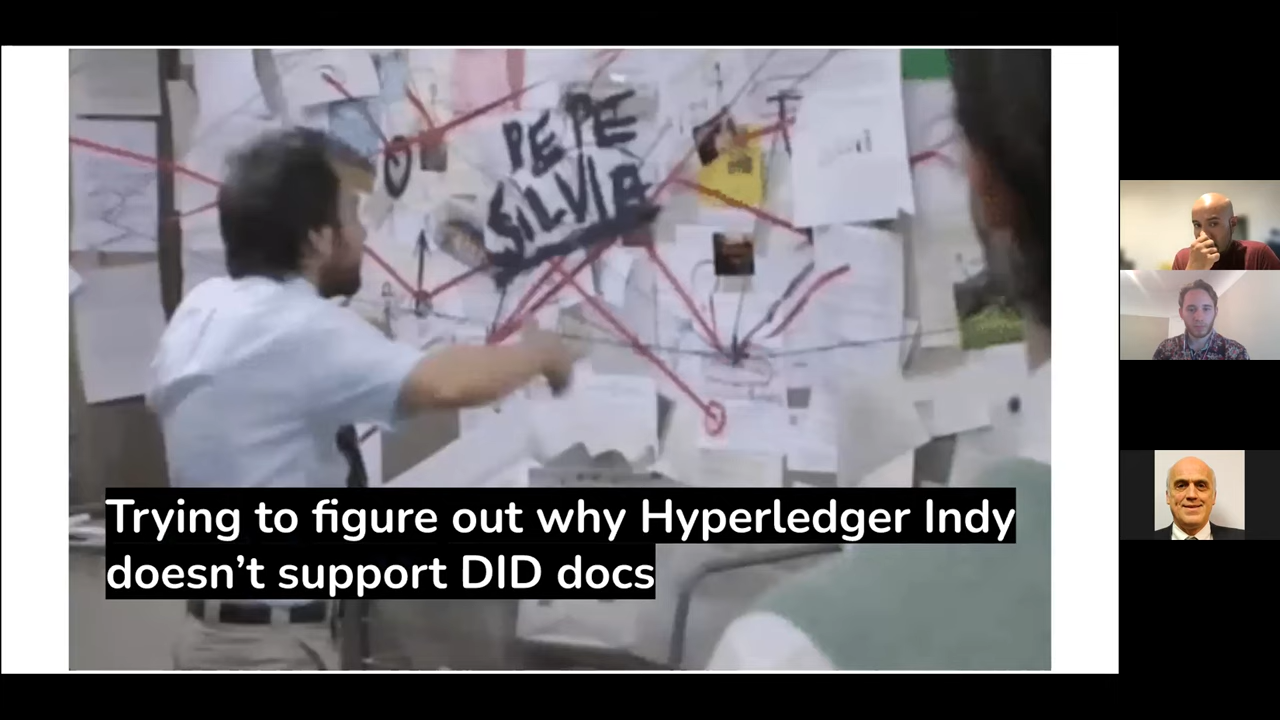 PEPE
SILVIA
Trying to figure out why Hyperledger Indy
doesn’t support DID docs